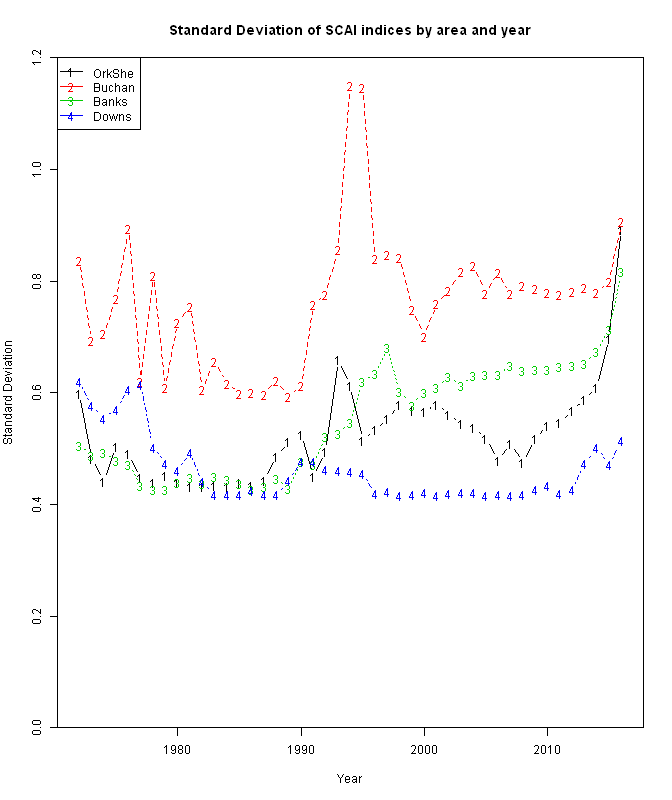 Standard Deviation of SCAI indices by area and year
1 OrkShe
2 Buchan
3 Banks
4 Downs
Standard Deviation
1.2
1.0
0.8
0.6
0.4
0.2
0.0
1980 1990 2000 2010
Year